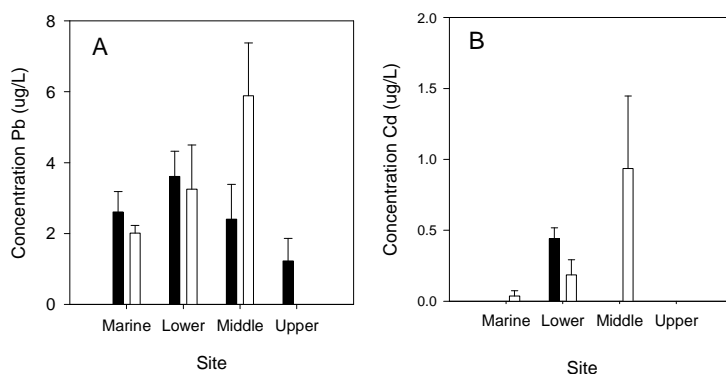 A
Concentration Pb (ug/L)
8
6
4
2
0
Marine Lower Middle Upper
Site
B
Concentration Cd (ug/L)
2.0
1.5
1.0
0.5
0.0
Marine Lower Middle Upper
Site